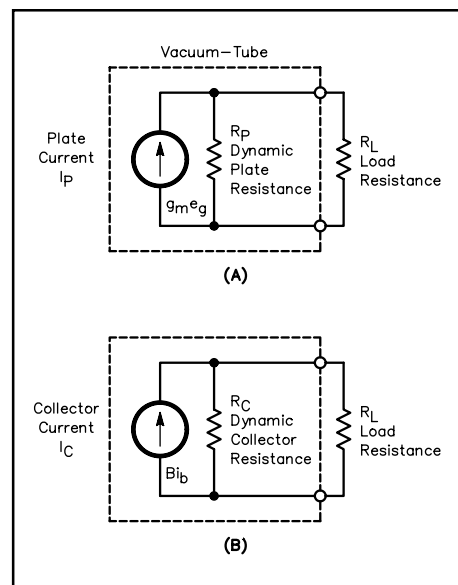 Vacuum-Tube
Plate
Current
IP
gmeg
RP
Dynamic
Plate
Resistance
RL
Load
Resistance
(A)
Collector
Current
IC
Bib
RC
Dynamic
Collector
Resistance
RL
Load
Resistance
(B)